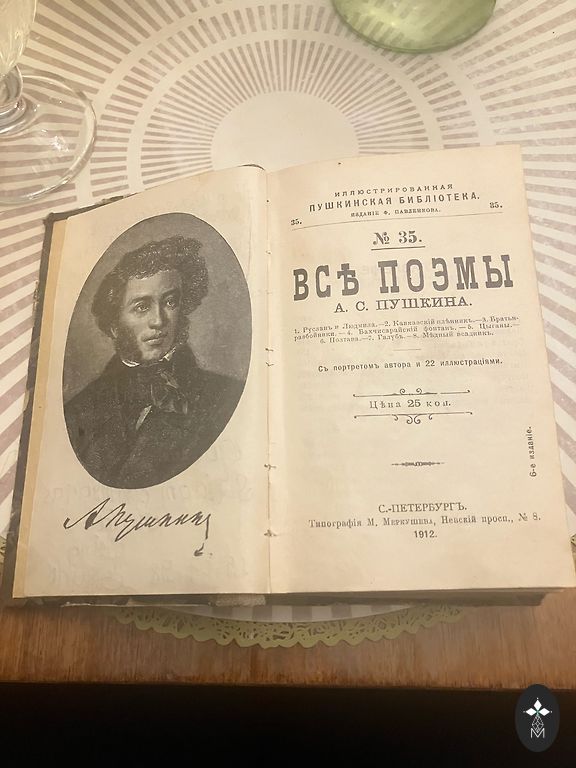 А Пушкин
ИЛЛЮСТРИРОВАННАЯ
ПУШКИНСКАЯ БИБЛІОТЕКА.
35. ИЗДАНІЕ Ф. ПАВЛЕНКОВА. 35.
№ 35.
ВСѢ ПОЭМЫ
А. С. ПУШКИНА.
1. Русланъ и Людмила.—2. Кавказскій плѣнникъ.—3. Братья-
разбойники.—4. Бахчисарайскій фонтанъ.—5. Цыганы.—
6. Полтава.—7. Галубъ.—8. Мѣдный всадникъ.
Съ портретомъ автора и 22 иллюстраціями.
Цѣна 25 коп.
6-е изданіе.
С.-ПЕТЕРБУРГЪ.
Типографія М. Меркушева, Невскій просп., № 8.
1912.
M